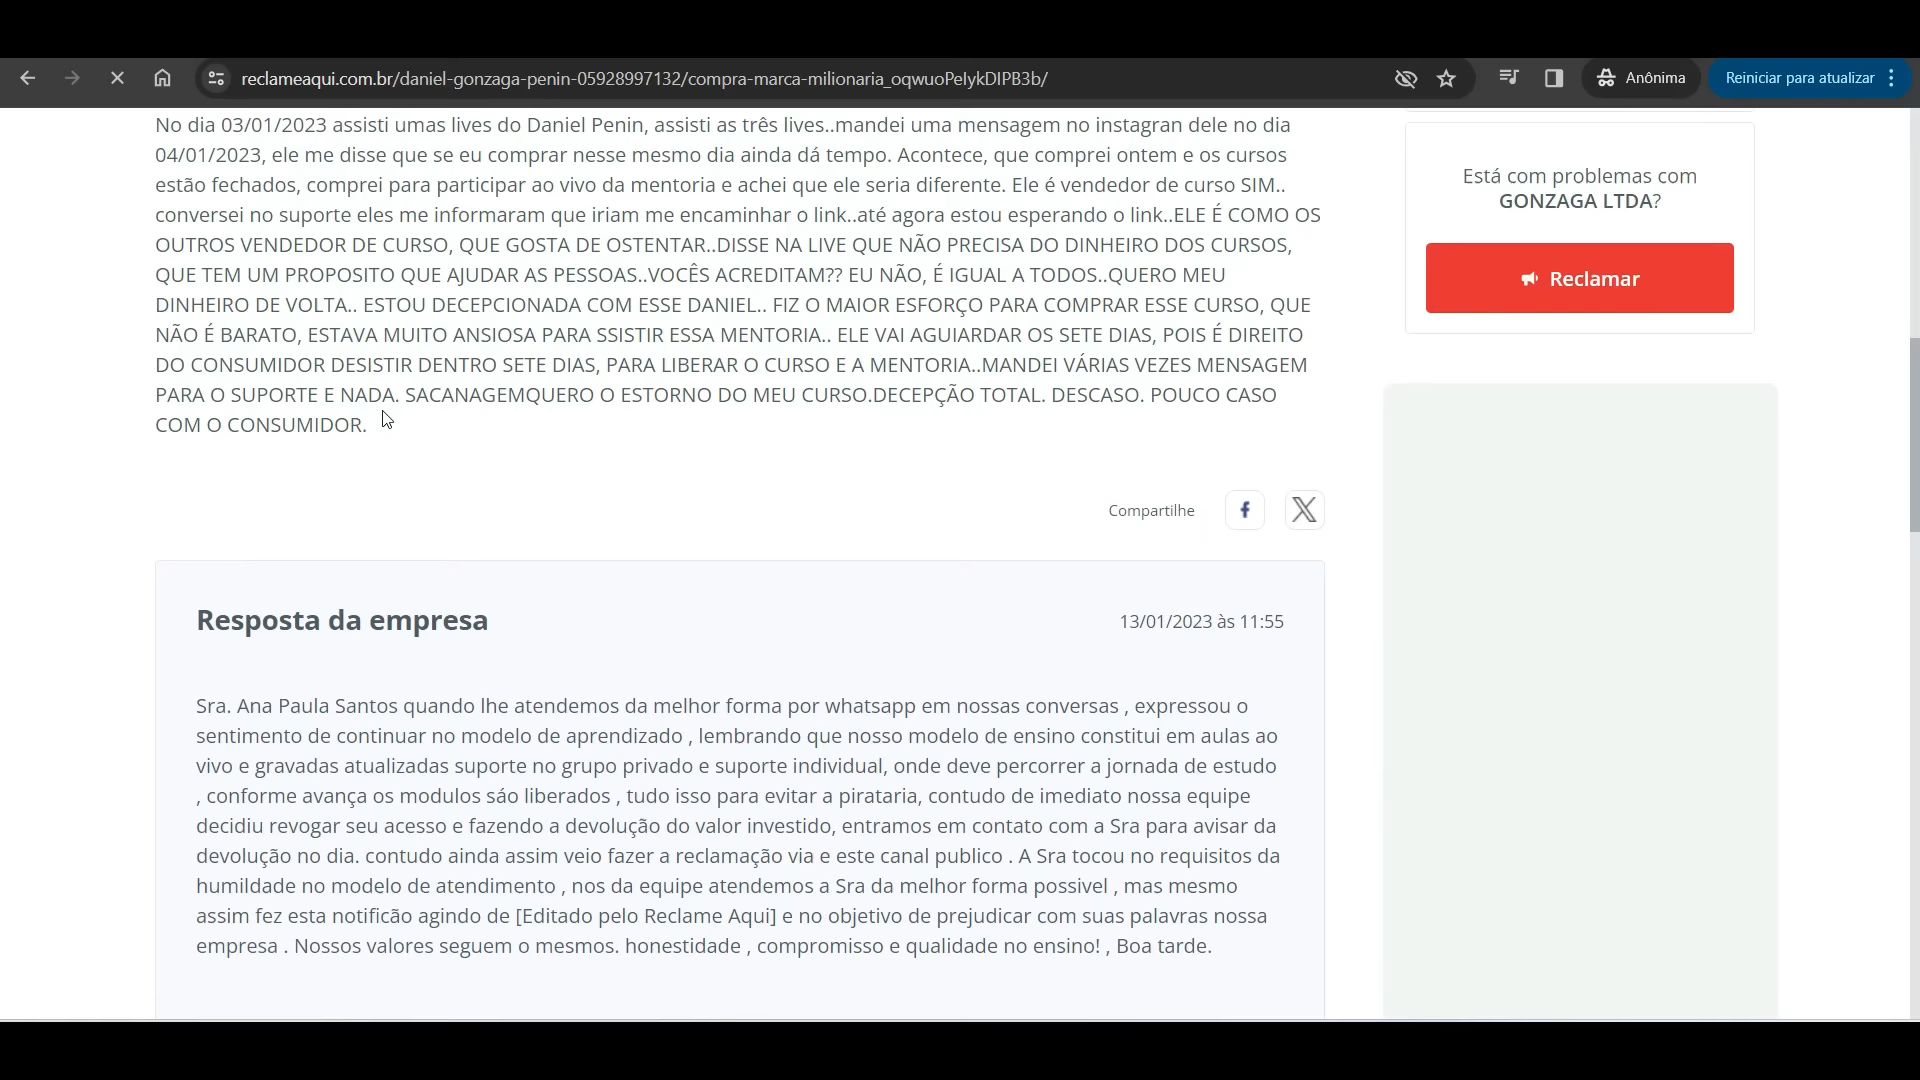 reclameaqui.com.br/daniel-gonzaga-penin-05928997132/compra-marca-milionaria_oqwuoPelykDIPB3b/
Anônima
Reiniciar para atualizar
No dia 03/01/2023 assisti umas lives do Daniel Penin, assisti as três lives..mandei uma mensagem no instagran dele no dia
04/01/2023, ele me disse que se eu comprar nesse mesmo dia ainda dá tempo. Acontece, que comprei ontem e os cursos
estão fechados, comprei para participar ao vivo da mentoria e achei que ele seria diferente. Ele é vendedor de curso SIM..
conversei no suporte eles me informaram que iriam me encaminhar o link..até agora estou esperando o link..ELE É COMO OS
OUTROS VENDEDOR DE CURSO, QUE GOSTA DE OSTENTAR..DISSE NA LIVE QUE NÃO PRECISA DO DINHEIRO DOS CURSOS,
QUE TEM UM PROPOSITO QUE AJUDAR AS PESSOAS..VOCÊS ACREDITAM?? EU NÃO, É IGUAL A TODOS..QUERO MEU
DINHEIRO DE VOLTA.. ESTOU DECEPCIONADA COM ESSE DANIEL.. FIZ O MAIOR ESFORÇO PARA COMPRAR ESSE CURSO, QUE
NÃO É BARATO, ESTAVA MUITO ANSIOSA PARA SSISTIR ESSA MENTORIA.. ELE VAI AGUIARDAR OS SETE DIAS, POIS É DIREITO
DO CONSUMIDOR DESISTIR DENTRO SETE DIAS, PARA LIBERAR O CURSO E A MENTORIA..MANDEI VÁRIAS VEZES MENSAGEM
PARA O SUPORTE E NADA. SACANAGEMQUERO O ESTORNO DO MEU CURSO.DECEPÇÃO TOTAL. DESCASO. POUCO CASO
COM O CONSUMIDOR.
Está com problemas com
GONZAGA LTDA?
Reclamar
Compartilhe
Resposta da empresa
13/01/2023 às 11:55
Sra. Ana Paula Santos quando lhe atendemos da melhor forma por whatsapp em nossas conversas , expressou o
sentimento de continuar no modelo de aprendizado , lembrando que nosso modelo de ensino constitui em aulas ao
vivo e gravadas atualizadas suporte no grupo privado e suporte individual, onde deve percorrer a jornada de estudo
, conforme avança os modulos sáo liberados , tudo isso para evitar a pirataria, contudo de imediato nossa equipe
decidiu revogar seu acesso e fazendo a devolução do valor investido, entramos em contato com a Sra para avisar da
devolução no dia. contudo ainda assim veio fazer a reclamação via e este canal publico . A Sra tocou no requisitos da
humildade no modelo de atendimento , nos da equipe atendemos a Sra da melhor forma possivel , mas mesmo
assim fez esta notificão agindo de [Editado pelo Reclame Aqui] e no objetivo de prejudicar com suas palavras nossa
empresa . Nossos valores seguem o mesmos. honestidade , compromisso e qualidade no ensino! , Boa tarde.